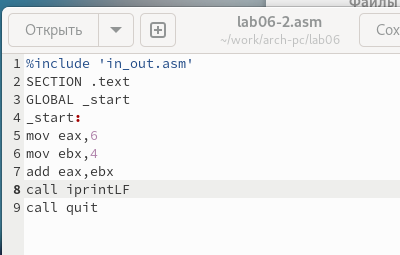 Файлы
Открыть
lab06-2.asm
~/work/arch-pc/lab06
Сох
1 %include 'in_out.asm'
2 SECTION .text
3 GLOBAL _start
4 _start:
5 mov eax,6
6 mov ebx,4
7 add eax,ebx
8 call iprintLF
9 call quit